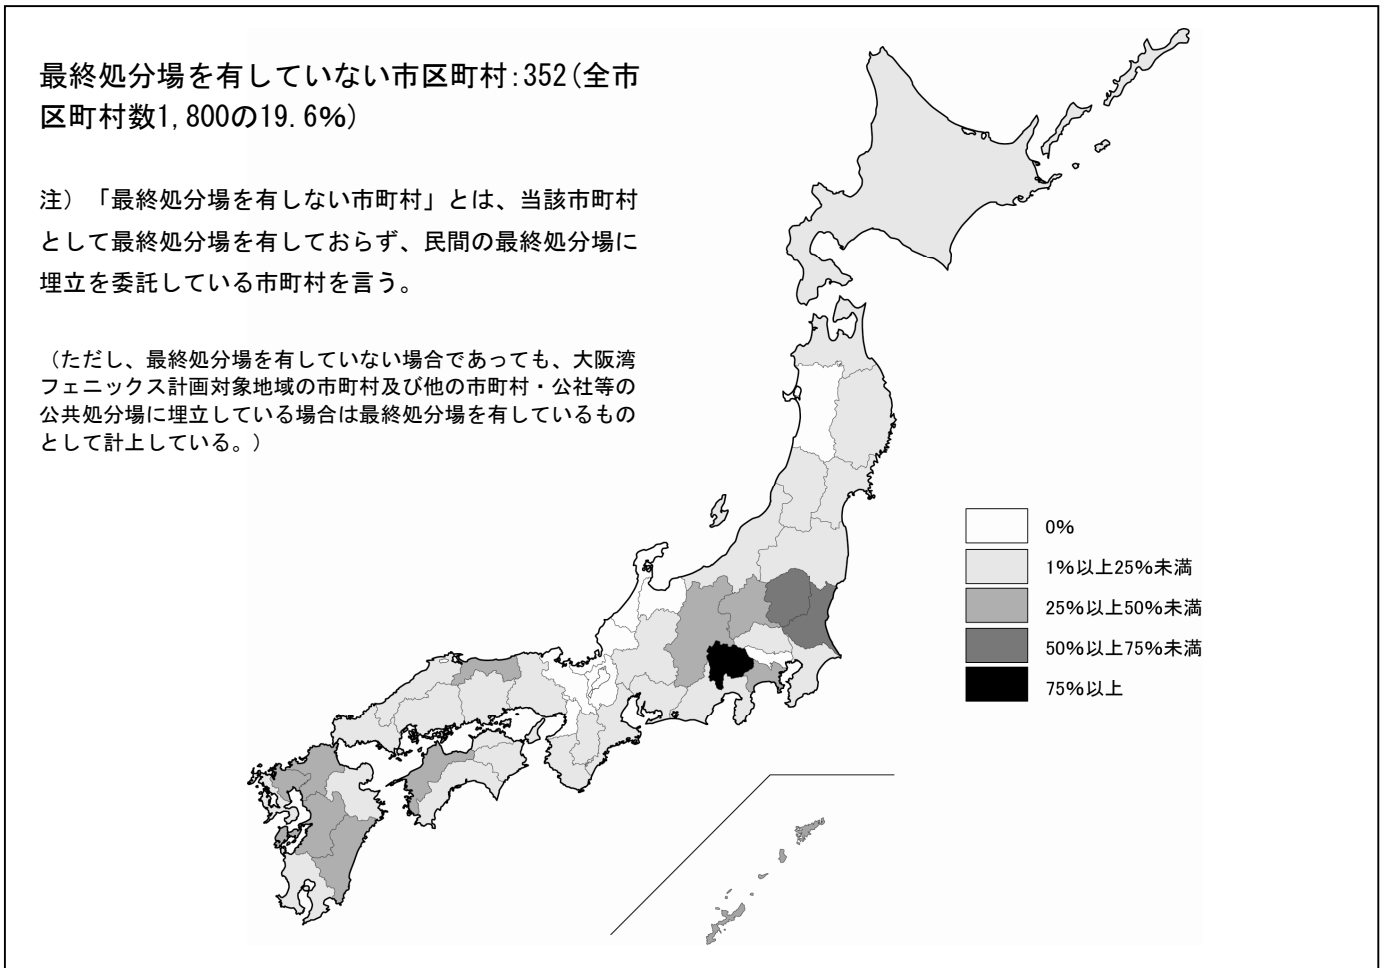 最終処分場を有していない市区町村：352（全市
区町村数1,800の19.6%）
注）「最終処分場を有しない市町村」とは、当該市町村
として最終処分場を有しておらず、民間の最終処分場に
埋立を委託している市町村を言う。
（ただし、最終処分場を有していない場合であっても、大阪湾
フェニックス計画対象地域の市町村及び他の市町村・公社等の
公共処分場に埋立している場合は最終処分場を有しているもの
として計上している。）
0%
1%以上25%未満
25%以上50%未満
50%以上75%未満
75%以上